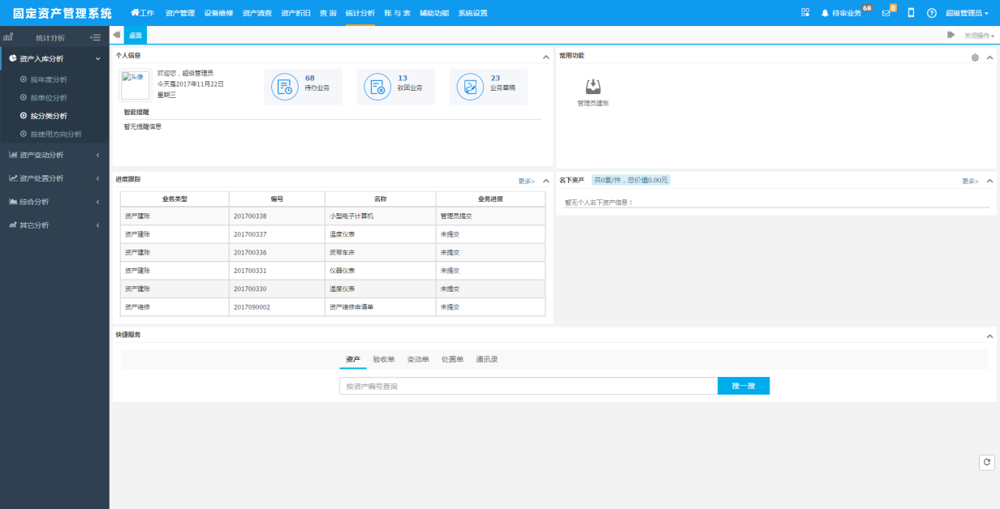 固定资产管理系统 工作 资产管理 设备维修 资产清查 资产折旧 查 询 统计分析 账 与 表 辅助功能 系统设置 待审业务 68 0 超级管理员
统计分析 桌面 关闭操作
资产入库分析
按年度分析
按单位分析
按分类分析
按使用方向分析
资产变动分析
资产处置分析
综合分析
其它分析
个人信息
头像
欢迎您，超级管理员
今天是2017年11月22日
星期三
68
待办业务
13
驳回业务
23
业务草稿
智能提醒
暂无提醒信息
常用功能
管理员建账
进度跟踪 更多>
业务类型 编号 名称 业务进度
资产建账 201700338 小型电子计算机 管理员提交
资产建账 201700337 温度仪表 未提交
资产建账 201700336 皮带车床 未提交
资产建账 201700331 仪器仪表 未提交
资产建账 201700330 温度仪表 未提交
资产维修 2017090002 资产维修申请单 未提交
名下资产 共0套/件，总价值0.00元 更多>
暂无个人名下资产信息！
快捷服务
资产 验收单 变动单 处置单 通讯录
按资产编号查询 搜一搜